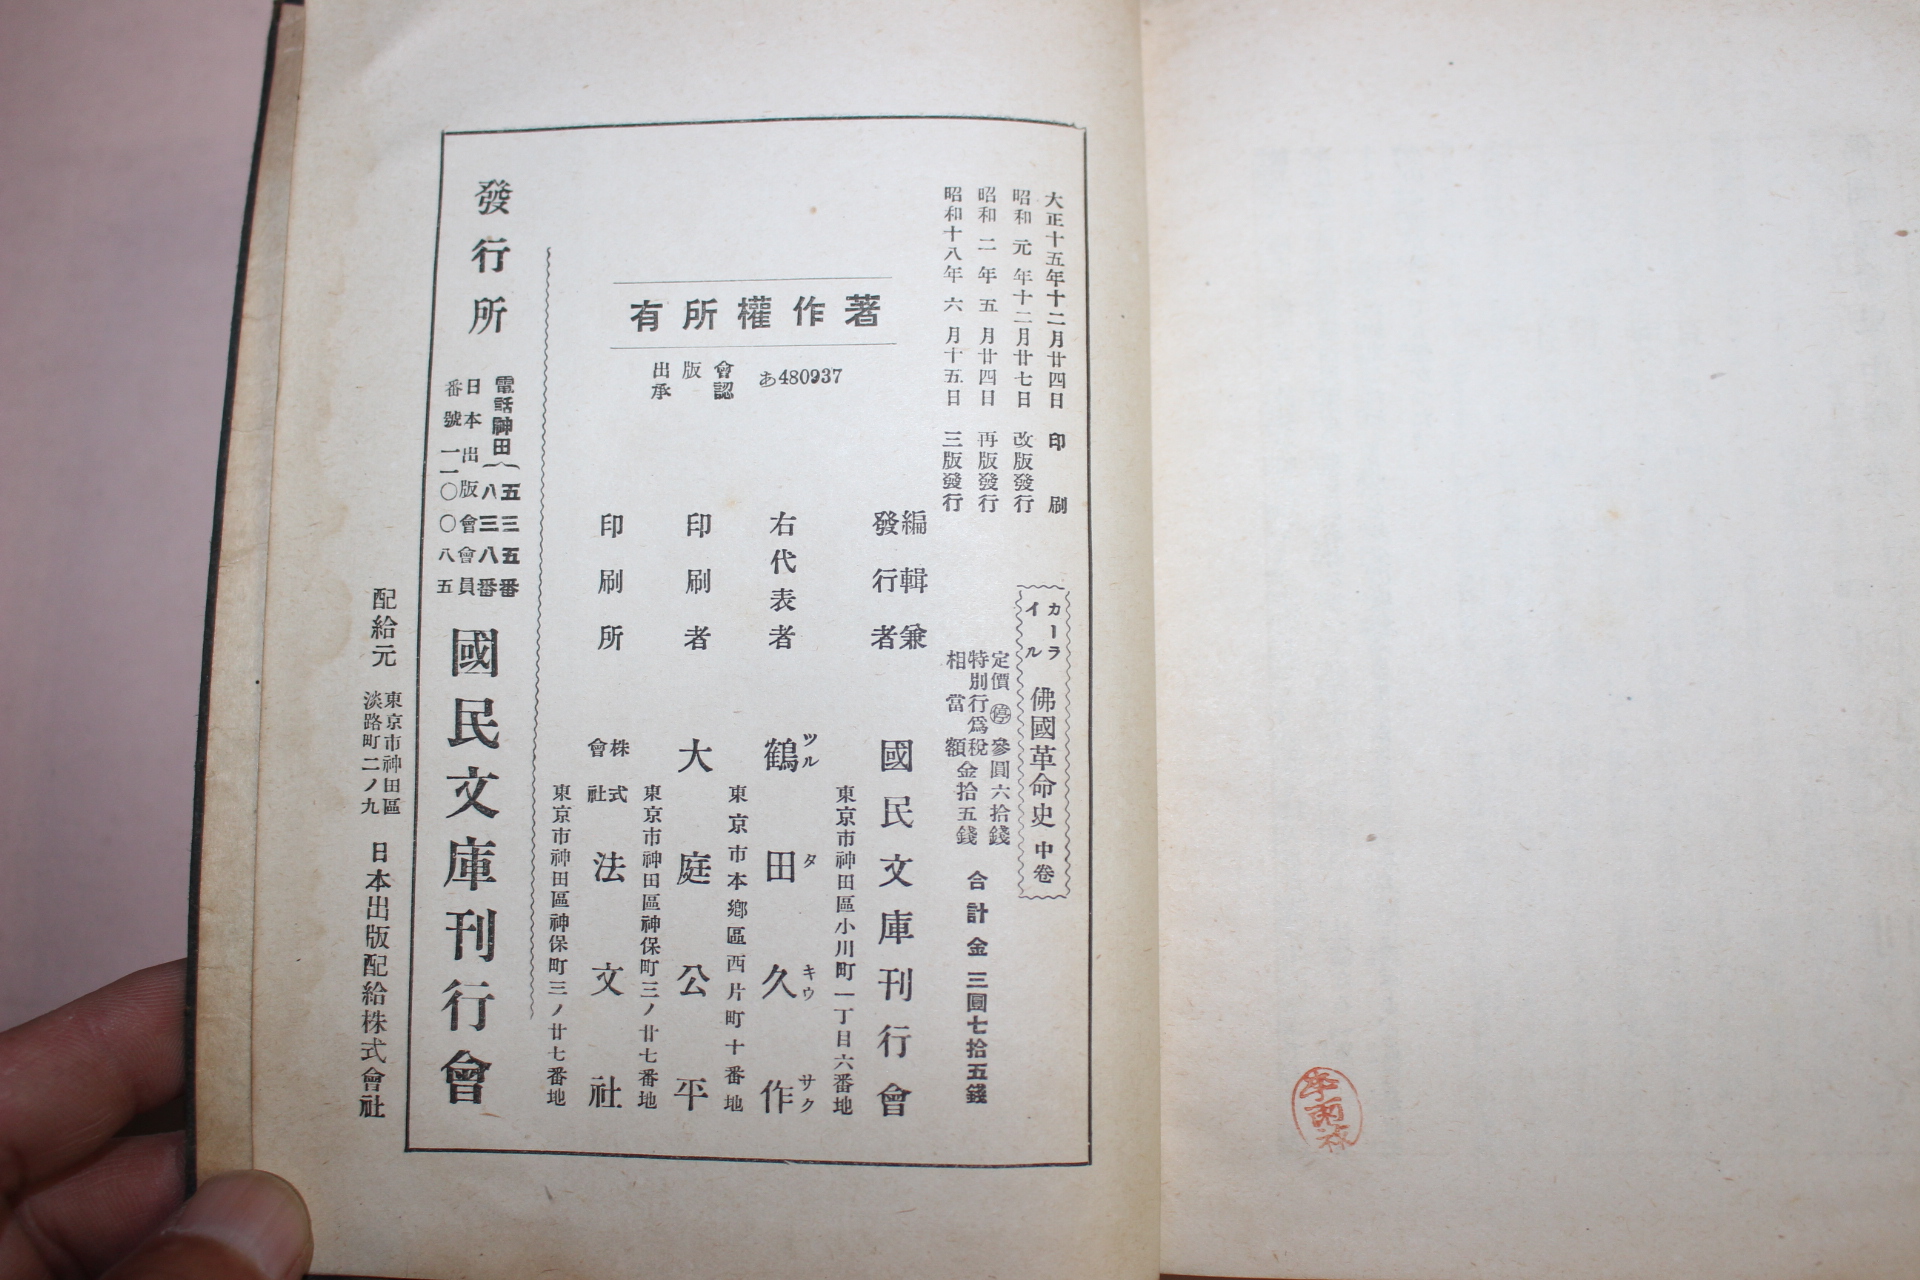 大正十五年十二月廿四日 印刷
昭和元年十二月廿七日 改版發行
昭和二年五月廿四日 再版發行
昭和十八年六月十五日 三版發行
カーライル 佛國革命史 中卷
定價 停 參圓六拾錢
特別行爲税相當額 金拾五錢
合計金三圓七拾五錢
著作權所有
出版會承認 あ480937
編輯兼發行者 國民文庫刊行會
東京市神田區小川町一丁目六番地
右代表者 鶴田久作
ツルタキウサク
東京市本鄕區西片町十番地
印刷者 大庭公平
東京市神田區神保町三ノ廿七番地
印刷所 株式會社 法文社
東京市神田區神保町三ノ廿七番地
發行所 國民文庫刊行會
電話神田 五三五番
八三八番
日本出版會會員
番號一一〇〇八五
配給元 東京市神田區淡路町二ノ九 日本出版配給株式會社